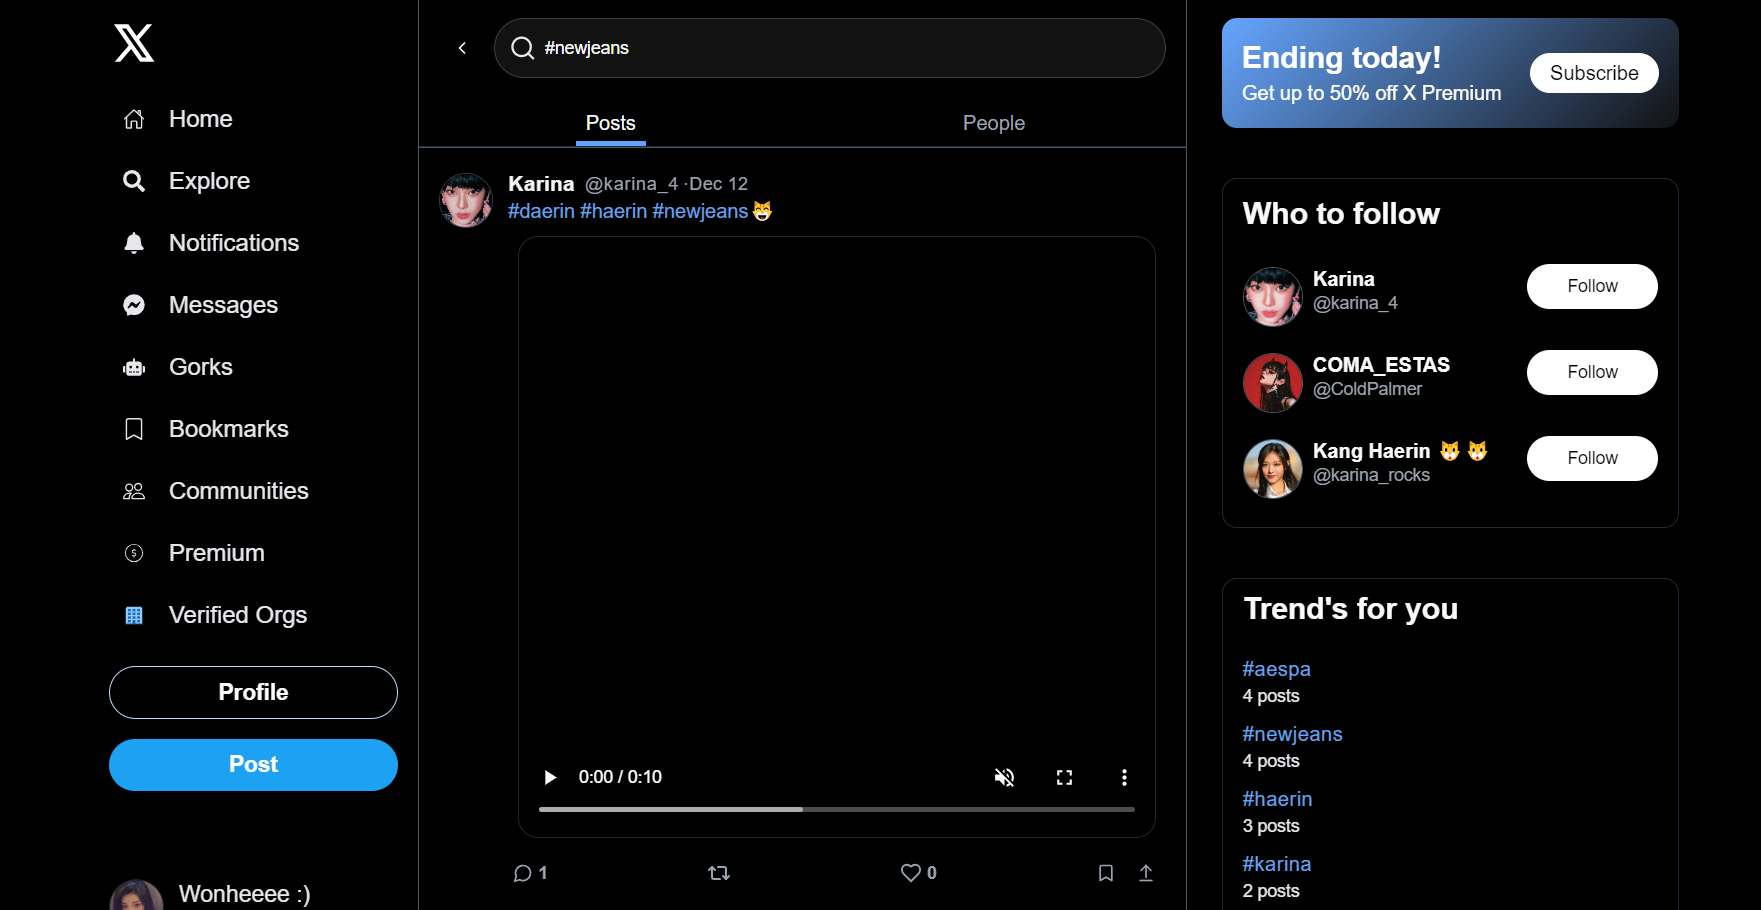 Home
Explore
Notifications
Messages
Gorks
Bookmarks
Communities
Premium
Verified Orgs
Profile
Post
Wonheeee :)
#newjeans
Posts
People
Karina @karina_4 ·Dec 12
#daerin #haerin #newjeans😸
0:00 / 0:10
1
0
Ending today!
Get up to 50% off X Premium
Subscribe
Who to follow
Karina
@karina_4
Follow
COMA_ESTAS
@ColdPalmer
Follow
Kang Haerin 😽 😽
@karina_rocks
Follow
Trend's for you
#aespa
4 posts
#newjeans
4 posts
#haerin
3 posts
#karina
2 posts